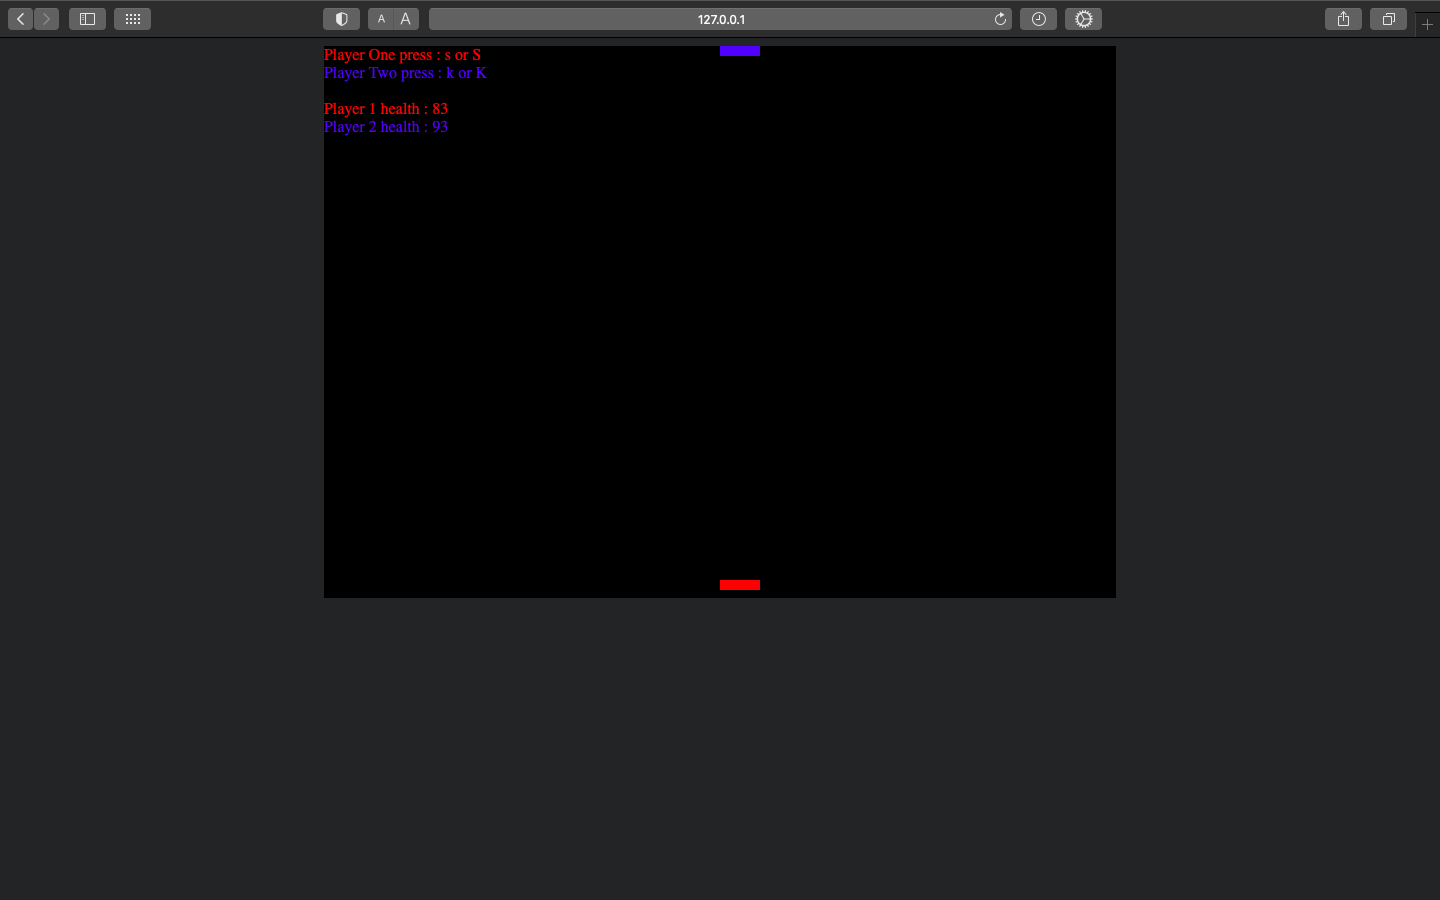 A A 127.0.0.1
Player One press : s or S
Player Two press : k or K
Player 1 health : 83
Player 2 health : 93